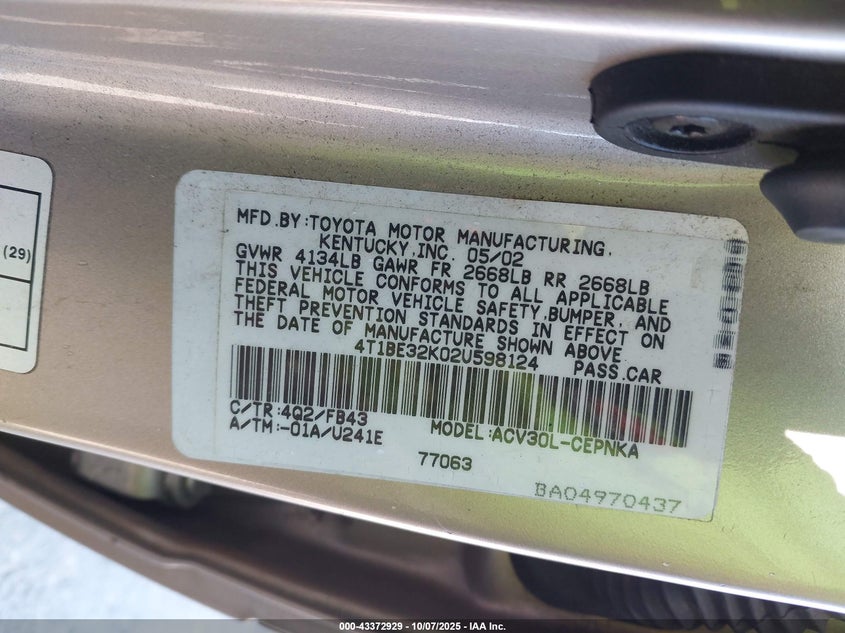 (29)
MFD.BY:TOYOTA MOTOR MANUFACTURING,
KENTUCKY,INC. 05/02
GVWR 4134LB GAWR FR 2668LB RR 2668LB
THIS VEHICLE CONFORMS TO ALL APPLICABLE
FEDERAL MOTOR VEHICLE SAFETY,BUMPER, AND
THEFT PREVENTION STANDARDS IN EFFECT ON
THE DATE OF MANUFACTURE SHOWN ABOVE.
4T1BE32K02U598124 PASS.CAR
C/TR:4Q2/FB43
A/TM:-01A/U241E
MODEL:ACV30L-CEPNKA
77063
BA04970437
000-43372929 - 10/07/2025 - IAA Inc.